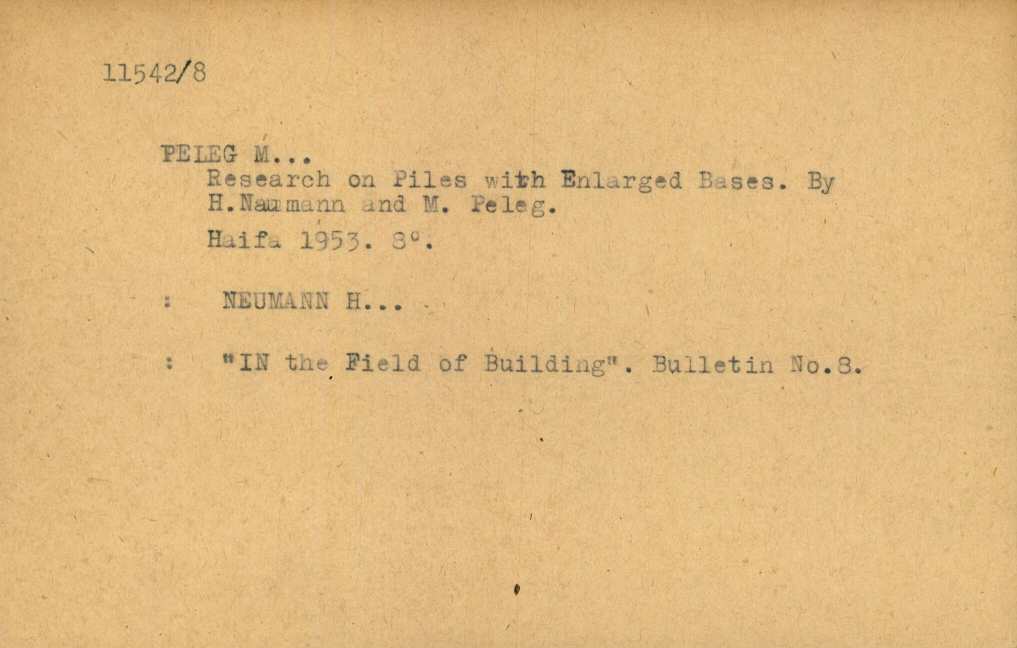 11542/8
PELEG M...
Research on Piles with Enlarged Bases. By
H.Naumann and M. Peleg.
Haifa 1953. 8°.
: NEUMANN H...
: "IN the Field of Building". Bulletin No.8.